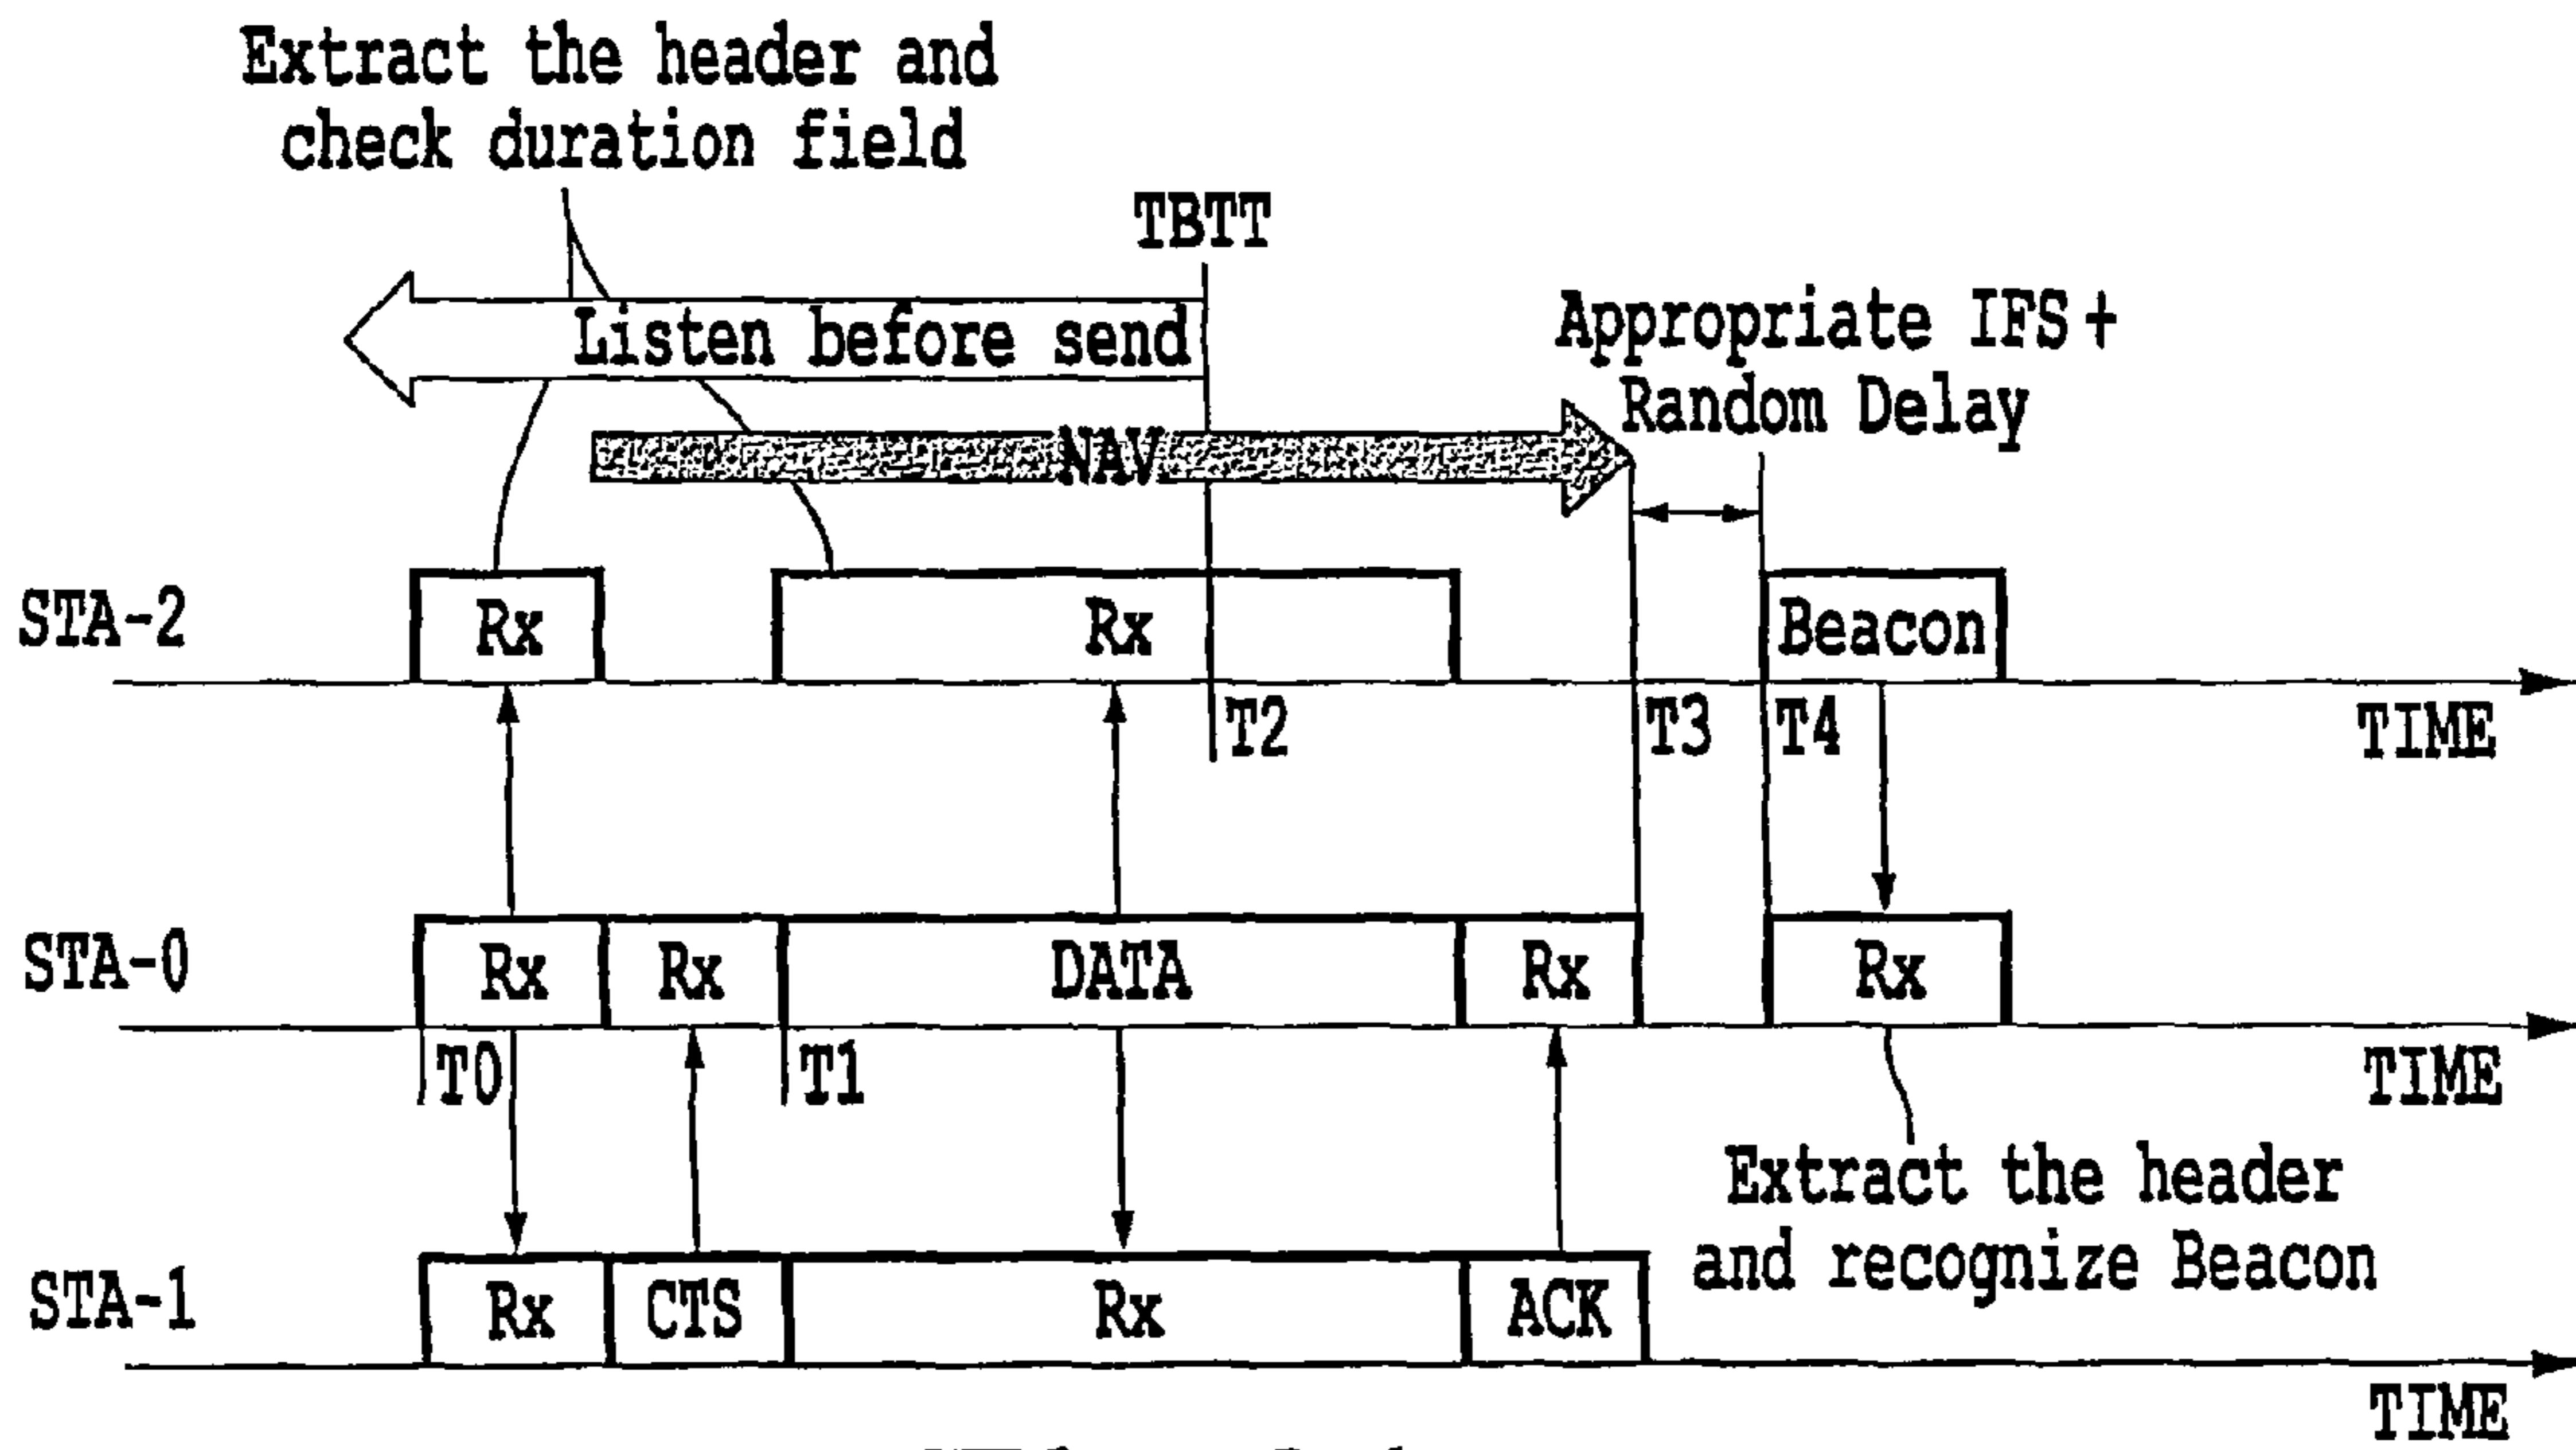 Extract the header and
check duration field
TBTT
Listen before send
Appropriate IFS+
Random Delay
NAV
STA-2
Rx
Rx
Beacon
T2
T3
T4
TIME
STA-0
Rx
Rx
DATA
Rx
Rx
T0
T1
TIME
Extract the header
and recognize Beacon
STA-1
Rx
CTS
Rx
ACK
TIME